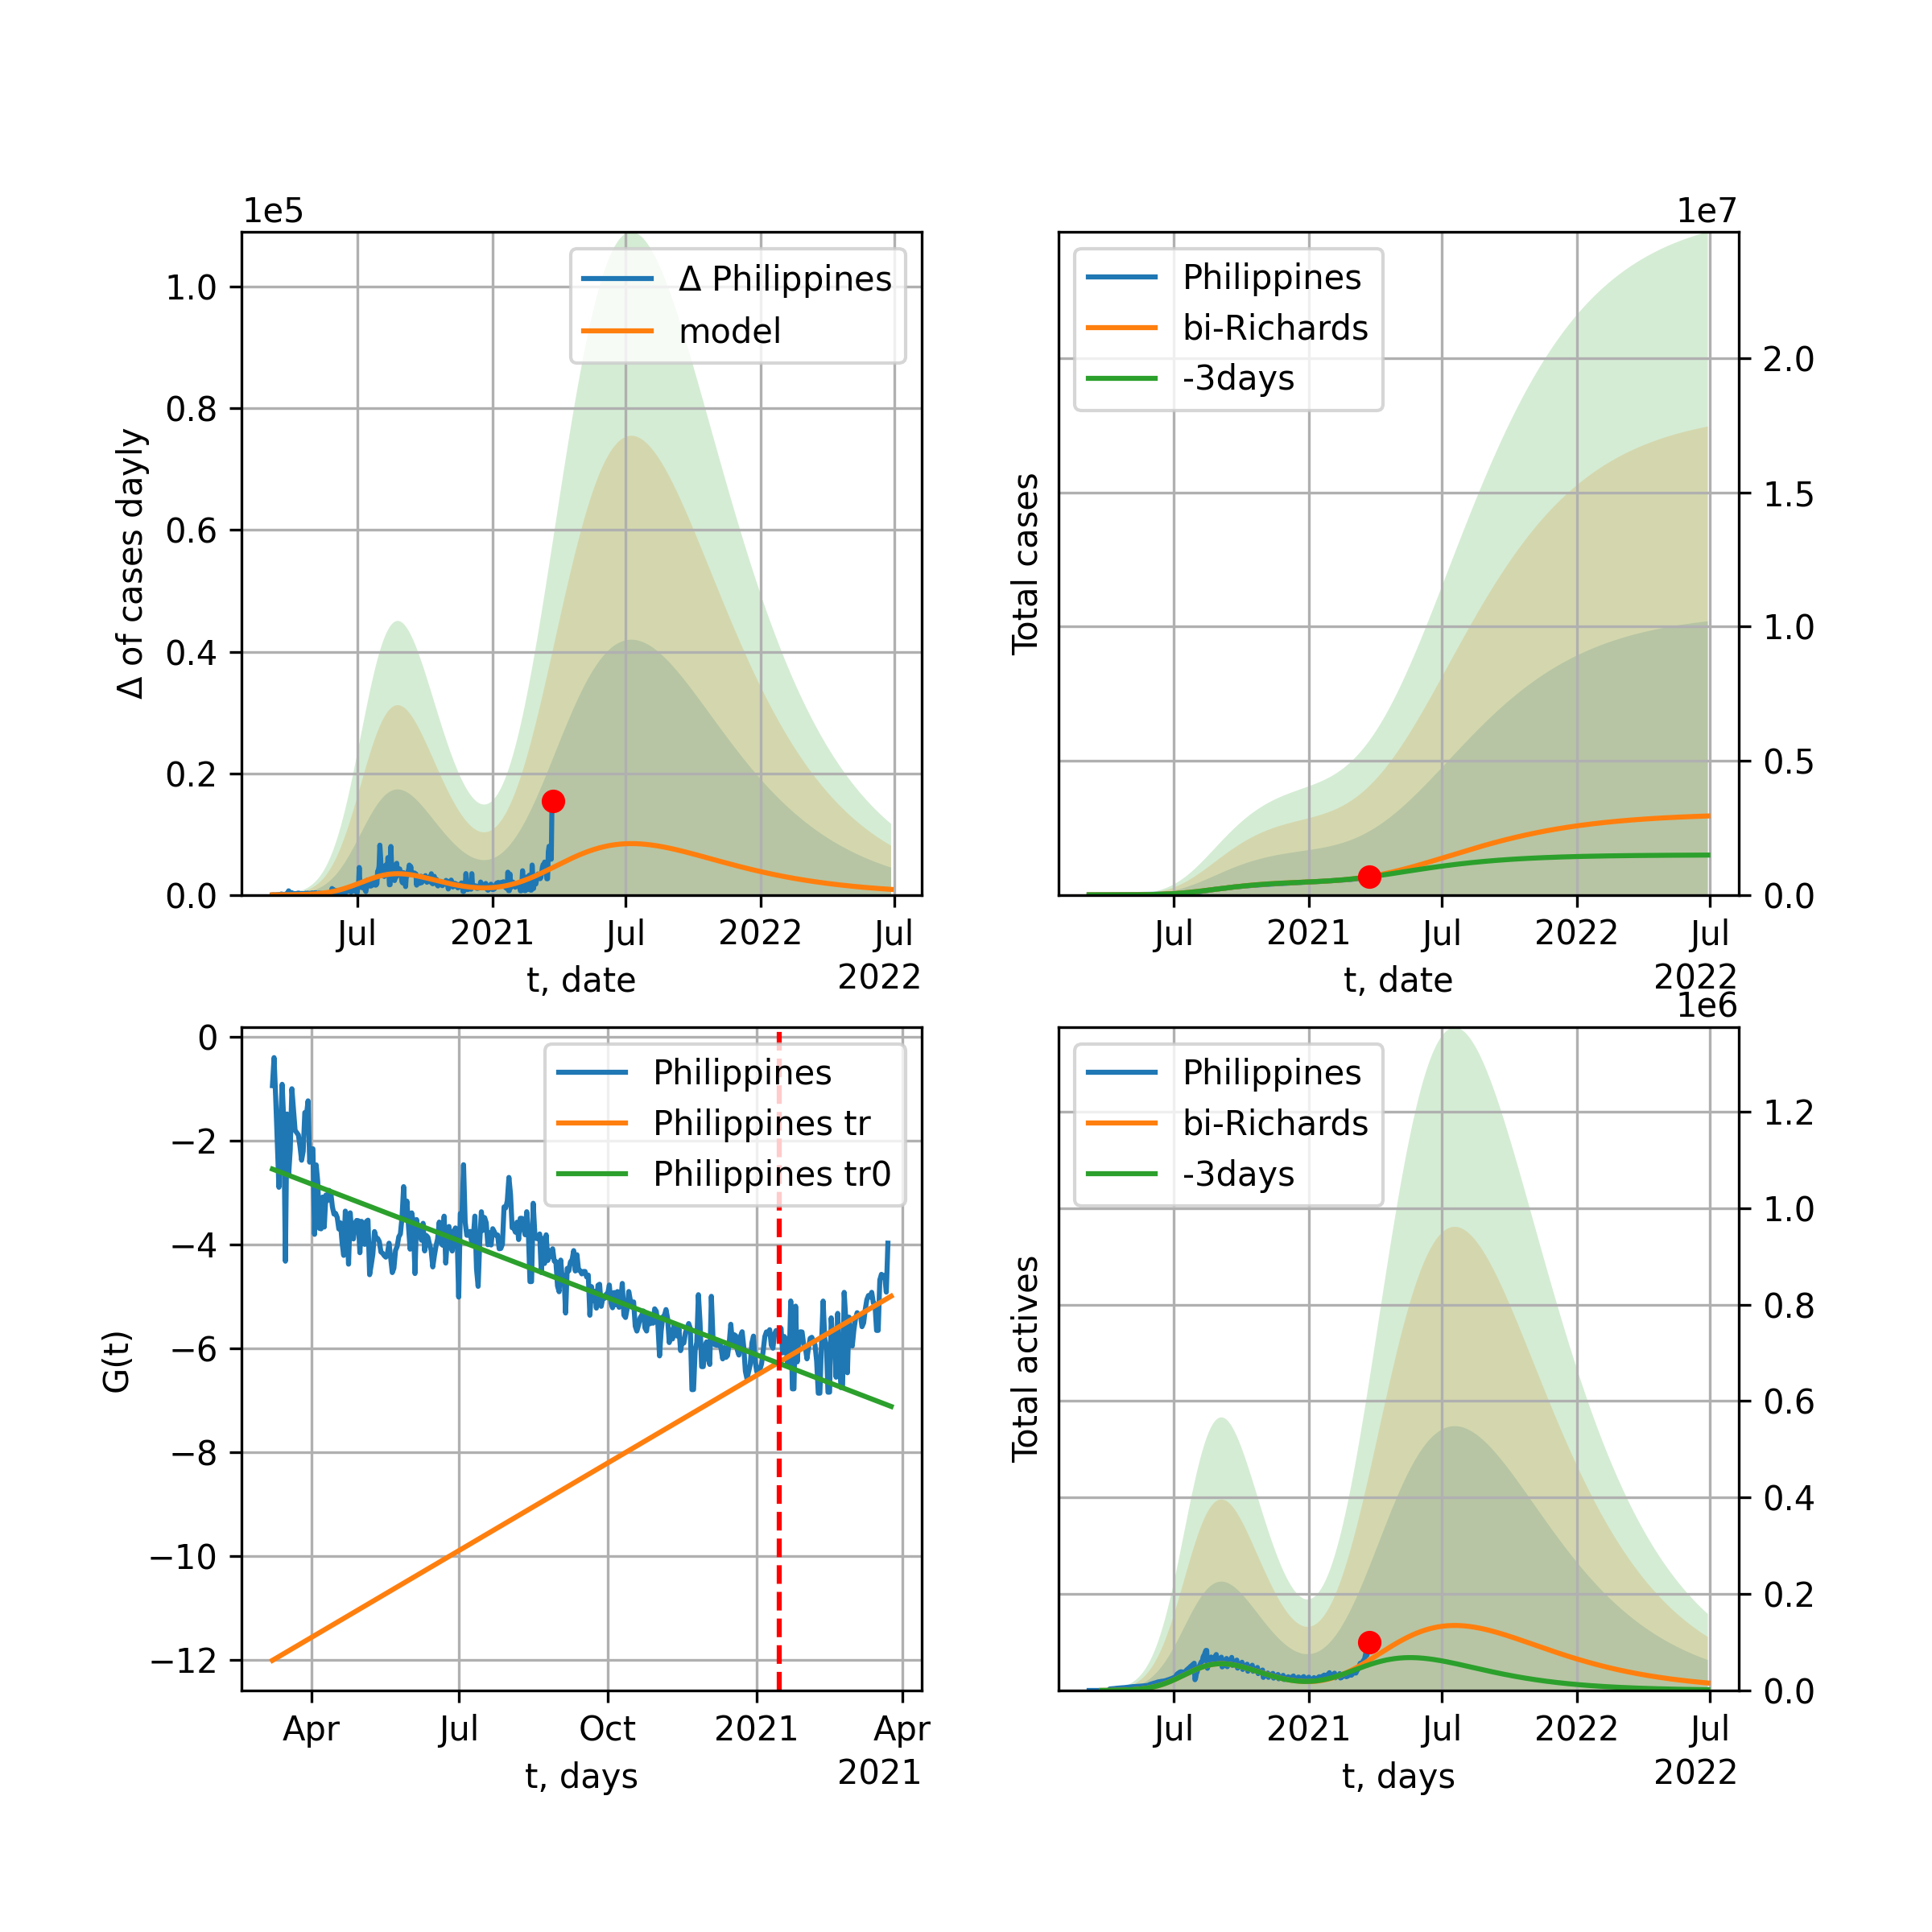 1e5
Δ of cases dayly
1.0
0.8
0.6
0.4
0.2
0.0
Δ Philippines
model
Jul
2021
Jul
2022
Jul
2022
t, date
1e7
Total cases
Philippines
bi-Richards
-3days
2.0
1.5
1.0
0.5
0.0
Jul
2021
Jul
2022
Jul
2022
t, date
G(t)
0
−2
−4
−6
−8
−10
−12
Philippines
Philippines tr
Philippines tr0
Apr
Jul
Oct
2021
Apr
2021
t, days
1e6
Total actives
Philippines
bi-Richards
-3days
1.2
1.0
0.8
0.6
0.4
0.2
0.0
Jul
2021
Jul
2022
Jul
2022
t, days